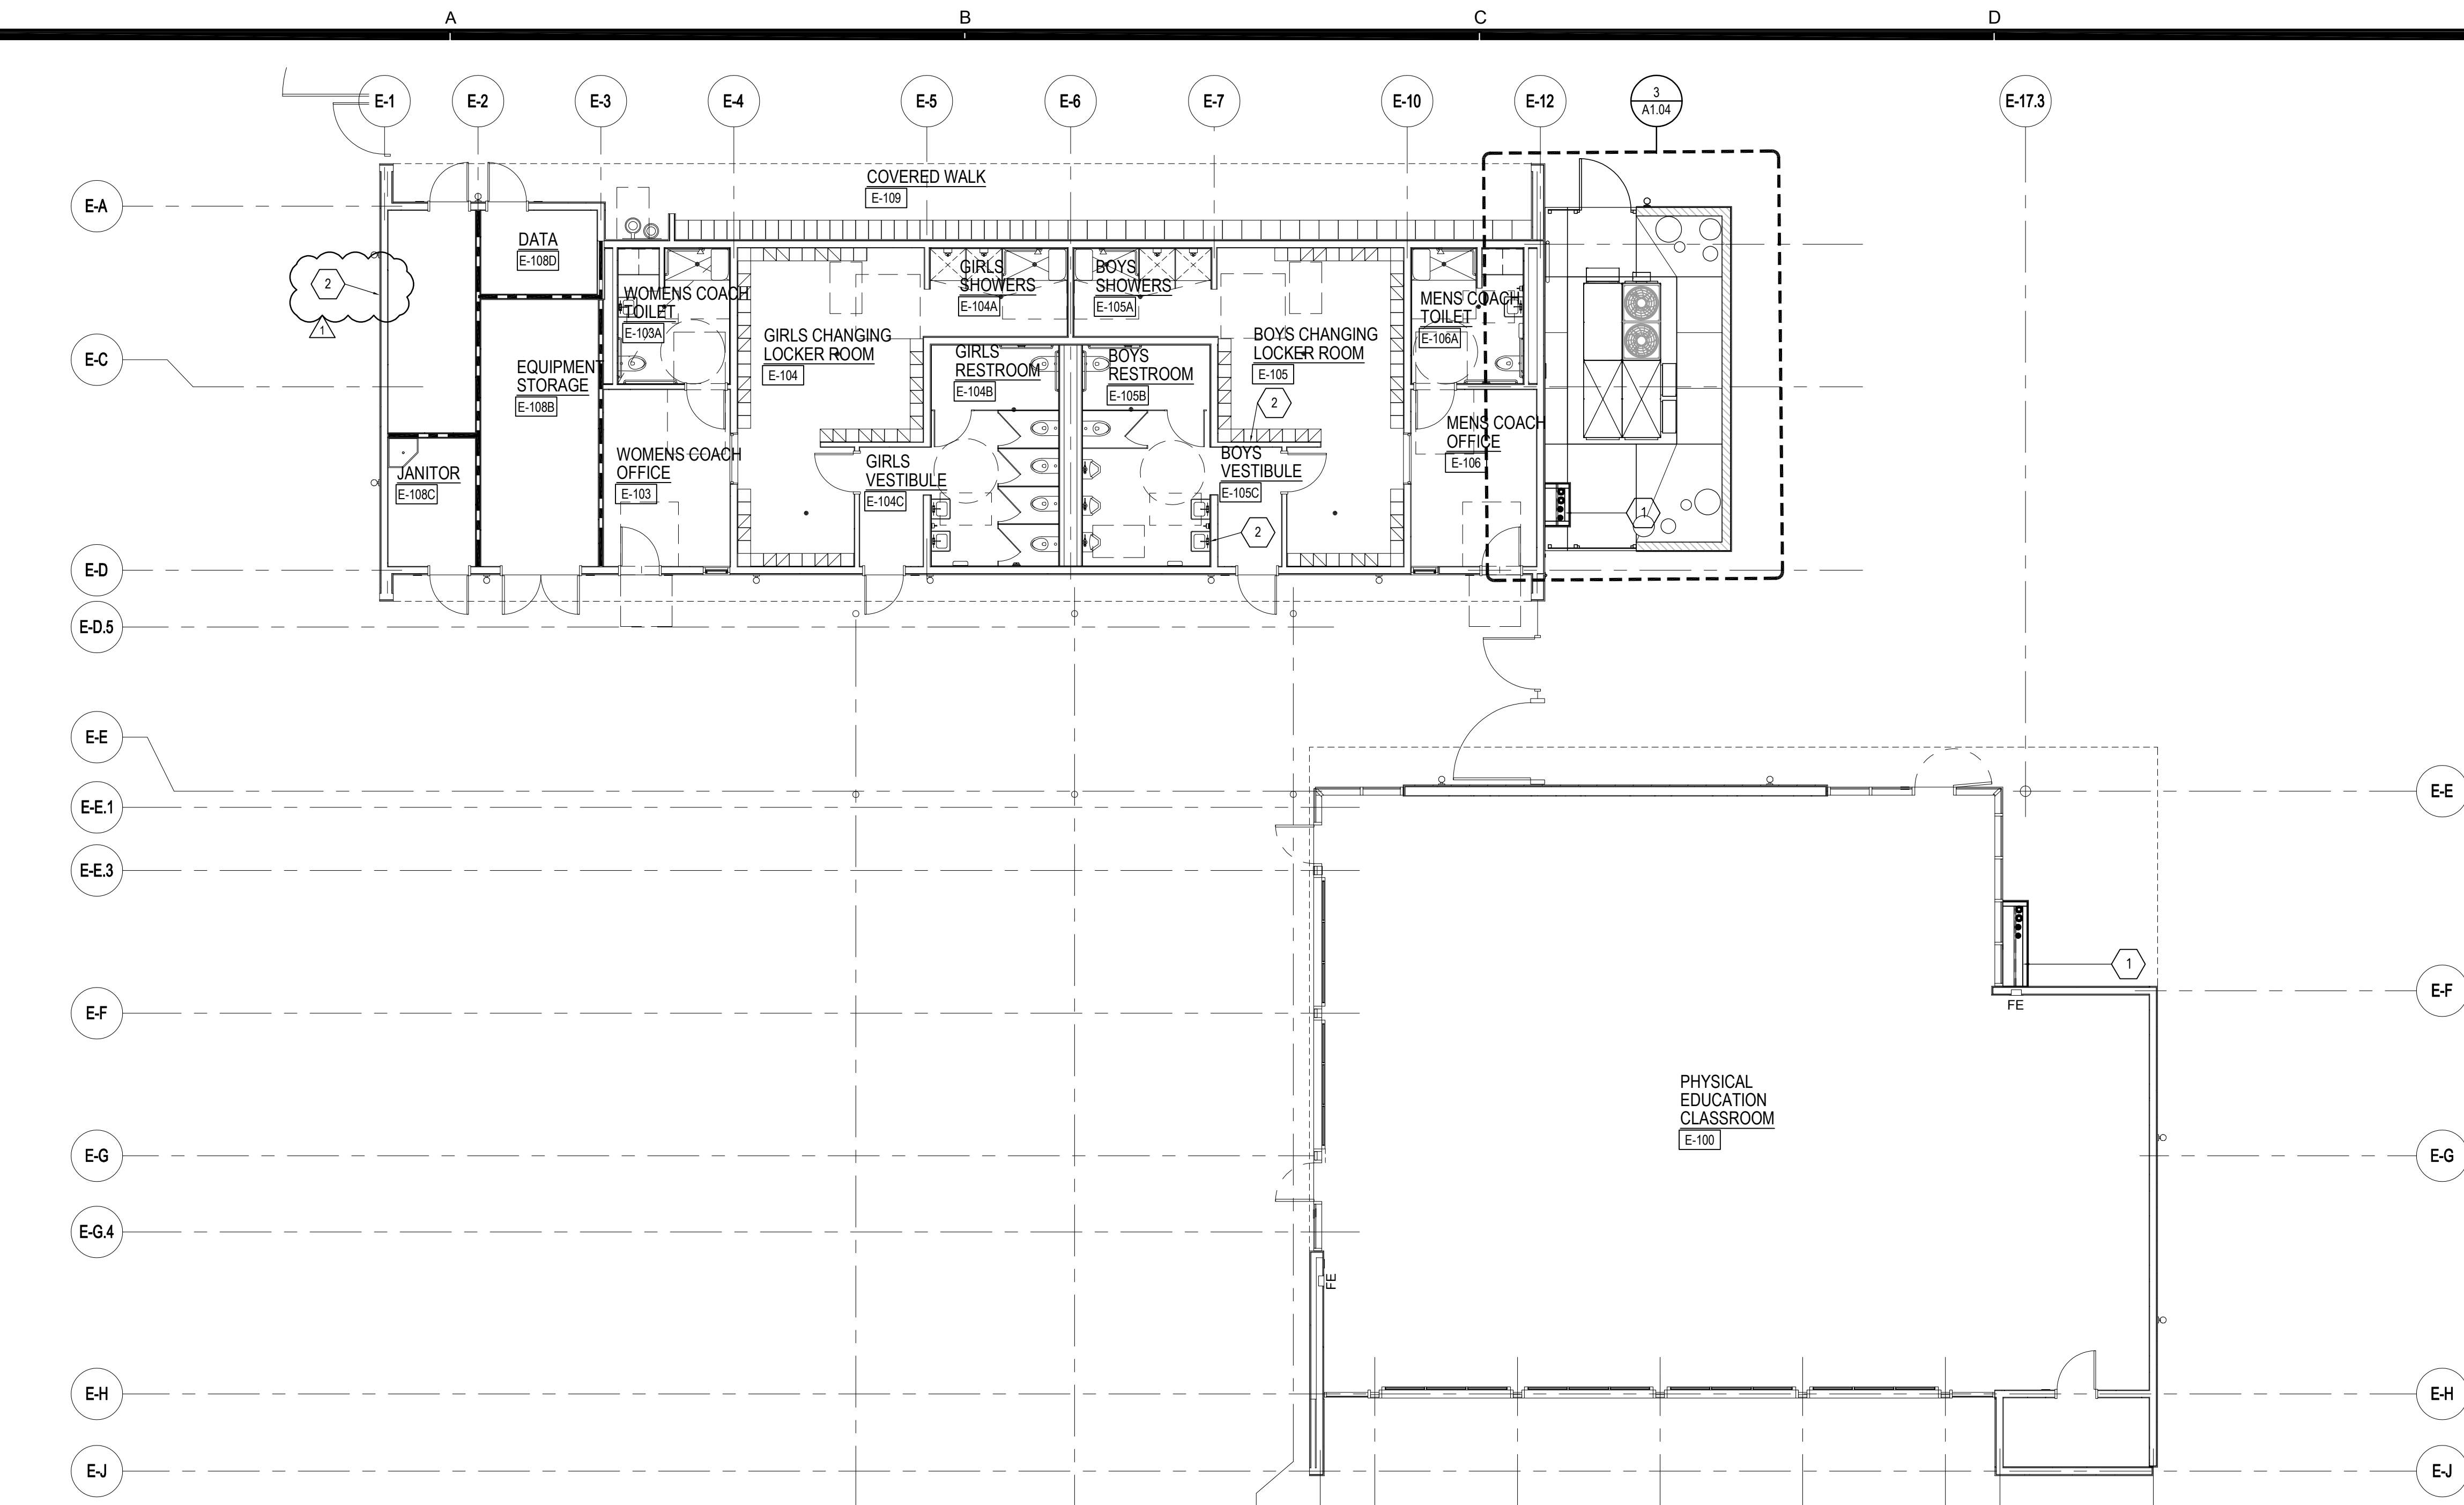 A
B
C
D
E-1
E-2
E-3
E-4
E-5
E-6
E-7
E-10
E-12
3
A1.04
E-17.3
E-A
COVERED WALK
E-109
DATA
E-108D
2
1
WOMENS COACH
TOILET
E-103A
GIRLS
SHOWERS
E-104A
BOYS
SHOWERS
E-105A
MENS COACH
TOILET
E-106A
E-C
EQUIPMENT
STORAGE
E-108B
GIRLS CHANGING
LOCKER ROOM
E-104
GIRLS
RESTROOM
E-104B
BOYS
RESTROOM
E-105B
BOYS CHANGING
LOCKER ROOM
E-105
2
MENS COACH
OFFICE
E-106
JANITOR
E-108C
WOMENS COACH
OFFICE
E-103
GIRLS
VESTIBULE
E-104C
BOYS
VESTIBULE
E-105C
2
1
E-D
E-D.5
E-E
E-E
E-E.1
E-E.3
1
E-F
FE
E-F
PHYSICAL
EDUCATION
CLASSROOM
E-100
E-G
E-G
E-G.4
FE
E-H
E-H
E-J
E-J